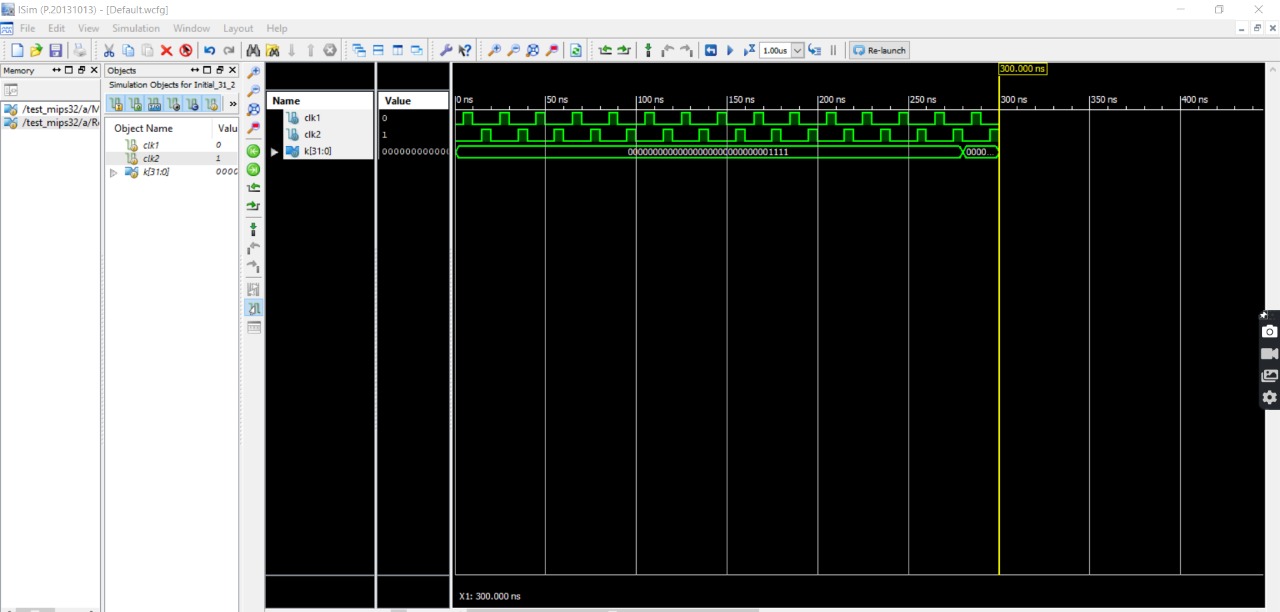 ISim (P.20131013) - [Default.wcfg]
File Edit View Simulation Window Layout Help
1.00us Re-launch
Memory Objects
Simulation Objects for Initial_31_2
/test_mips32/a/M
/test_mips32/a/R
Object Name Valu
clk1 0
clk2 1
k[31:0] 000
Name Value
clk1 0
clk2 1
k[31:0] 000000000000
300.000 ns
0 ns 50 ns 100 ns 150 ns 200 ns 250 ns 300 ns 350 ns 400 ns
00000000000000000000000000001111 0000...
X1: 300.000 ns